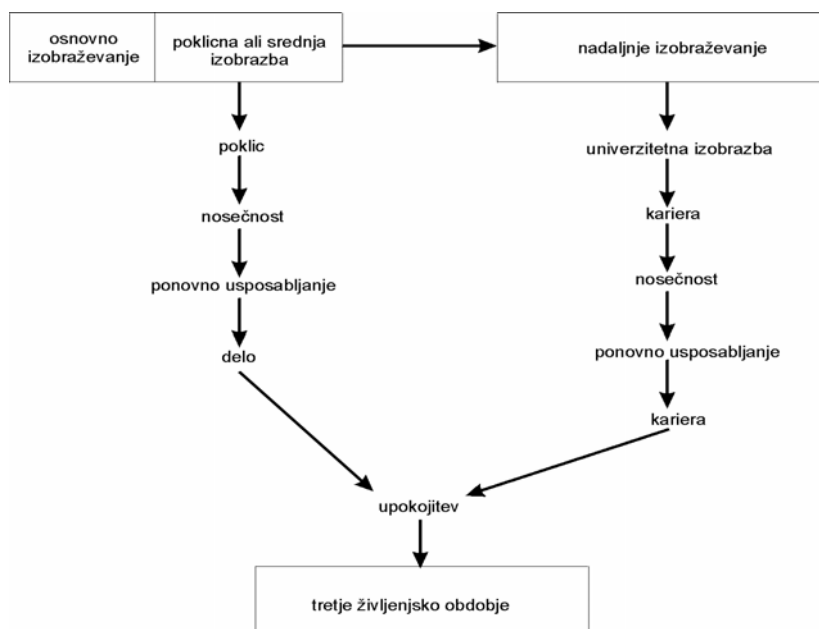 osnovno
izobraževanje
poklicna ali srednja
izobrazba
nadaljnje izobraževanje
poklic
nosečnost
ponovno usposabljanje
delo
univerzitetna izobrazba
kariera
nosečnost
ponovno usposabljanje
kariera
upokojitev
tretje življenjsko obdobje